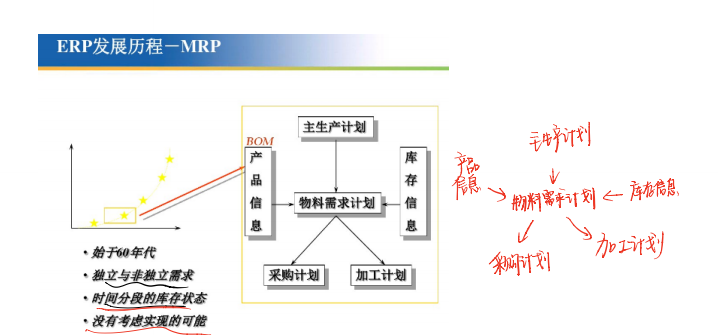 ERP发展历程－MRP
主生产计划
BOM
产品信息
物料需求计划
库存信息
采购计划
加工计划
• 始于60年代
• 独立与非独立需求
• 时间分段的库存状态
• 没有考虑实现的可能
主生产计划
产品
信息
物料需求计划
库存信息
采购计划
加工计划